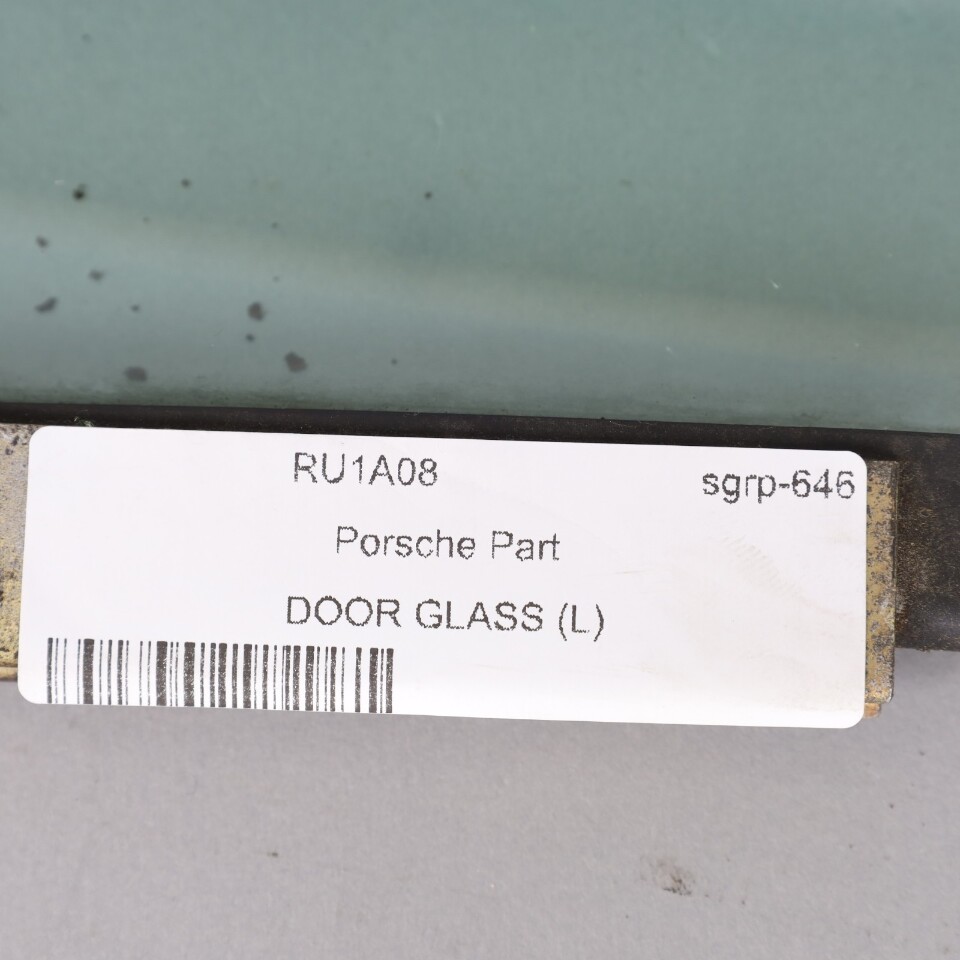 RU1A08 sgrp-646
Porsche Part
DOOR GLASS (L)